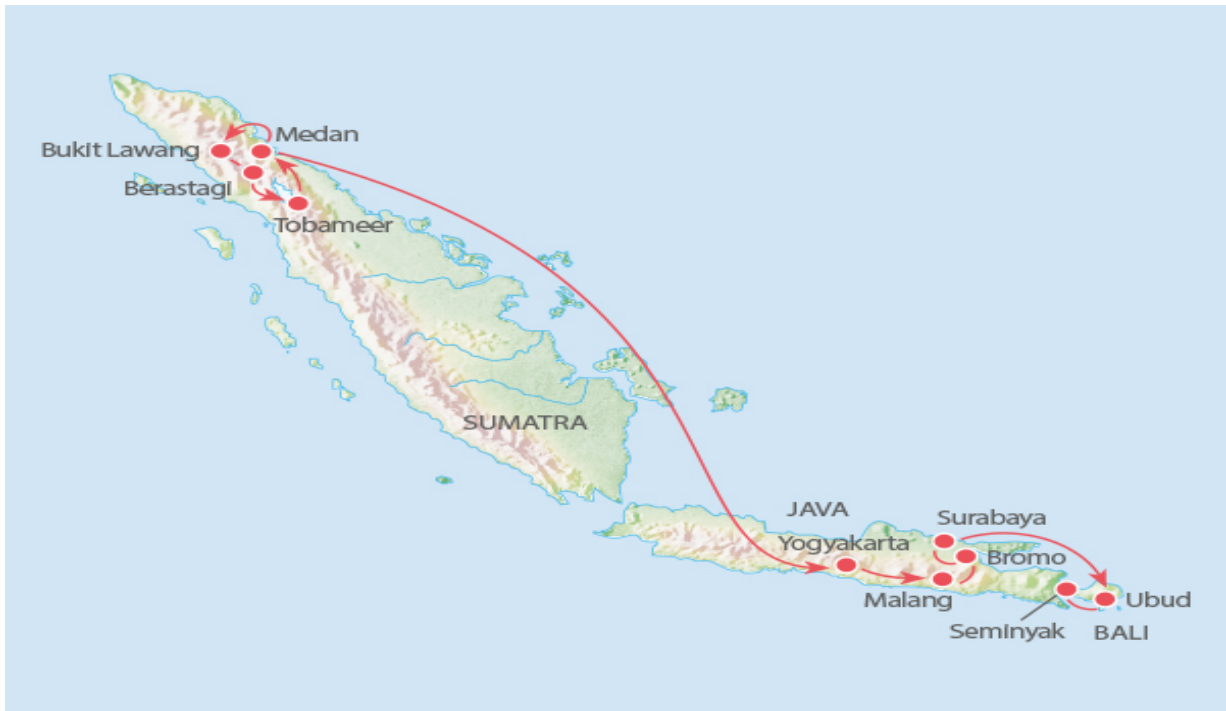 Medan
Bukit Lawang
Berastagi
Tobameer
SUMATRA
JAVA
Surabaya
Yogyakarta
Bromo
Malang
Ubud
Seminyak
BALI